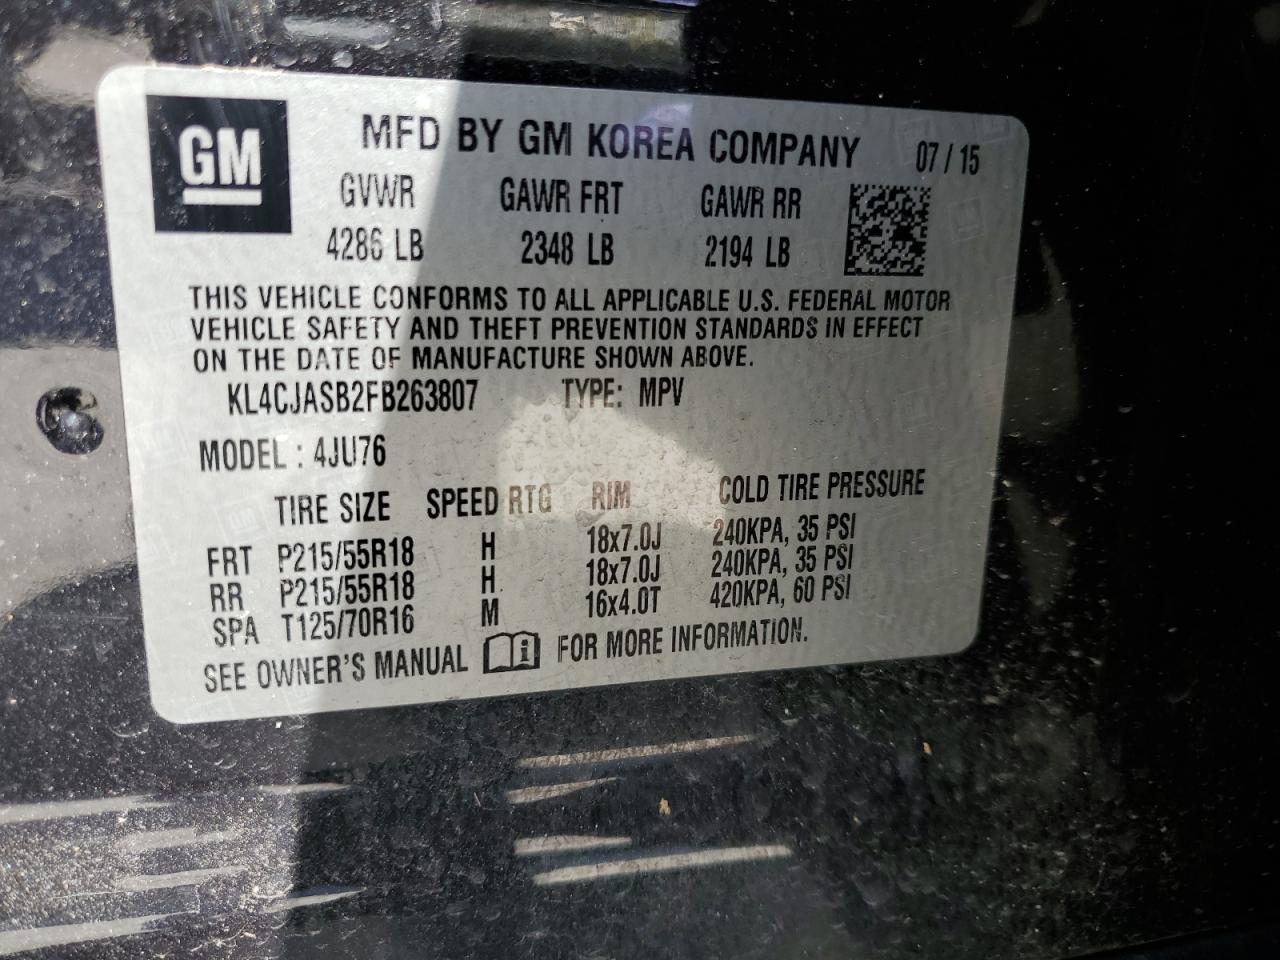 GM MFD BY GM KOREA COMPANY 07 / 15
GVWR GAWR FRT GAWR RR
4286 LB 2348 LB 2194 LB
THIS VEHICLE CONFORMS TO ALL APPLICABLE U.S. FEDERAL MOTOR
VEHICLE SAFETY AND THEFT PREVENTION STANDARDS IN EFFECT
ON THE DATE OF MANUFACTURE SHOWN ABOVE.
KL4CJASB2FB263807 TYPE: MPV
MODEL : 4JU76
TIRE SIZE SPEED RTG RIM COLD TIRE PRESSURE
FRT P215/55R18 H 18x7.0J 240KPA, 35 PSI
RR P215/55R18 H 18x7.0J 240KPA, 35 PSI
SPA T125/70R16 M 16x4.0T 420KPA, 60 PSI
SEE OWNER'S MANUAL i FOR MORE INFORMATION.